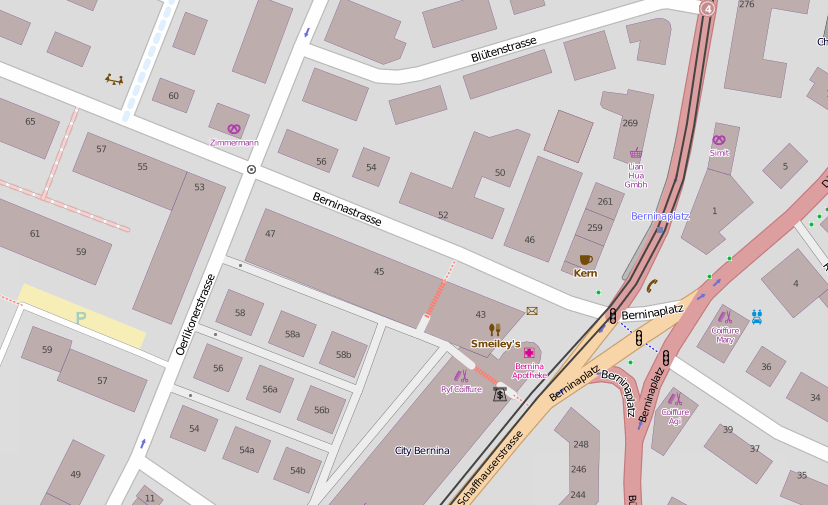 276
4
Ch
Blütenstrasse
60
65
Zimmermann
269
Simit
57
55
56
54
50
Lian
Hua
Gmbh
5
53
261
Berninaplatz
1
Berninastrasse
52
259
61
59
47
46
45
Kern
4
Oerlikonerstrasse
58
43
Berninaplatz
P
58a
Smeiley's
Coiffure
Mary
59
58b
Bernina
Apotheke
57
56
56a
Ryf Coiffure
$
Berninaplatz
Berninaplatz
Berninaplatz
36
34
56b
Coiffure
Agi
54
54a
City Bernina
Schaffhauserstrasse
248
39
37
49
54b
246
35
11
244